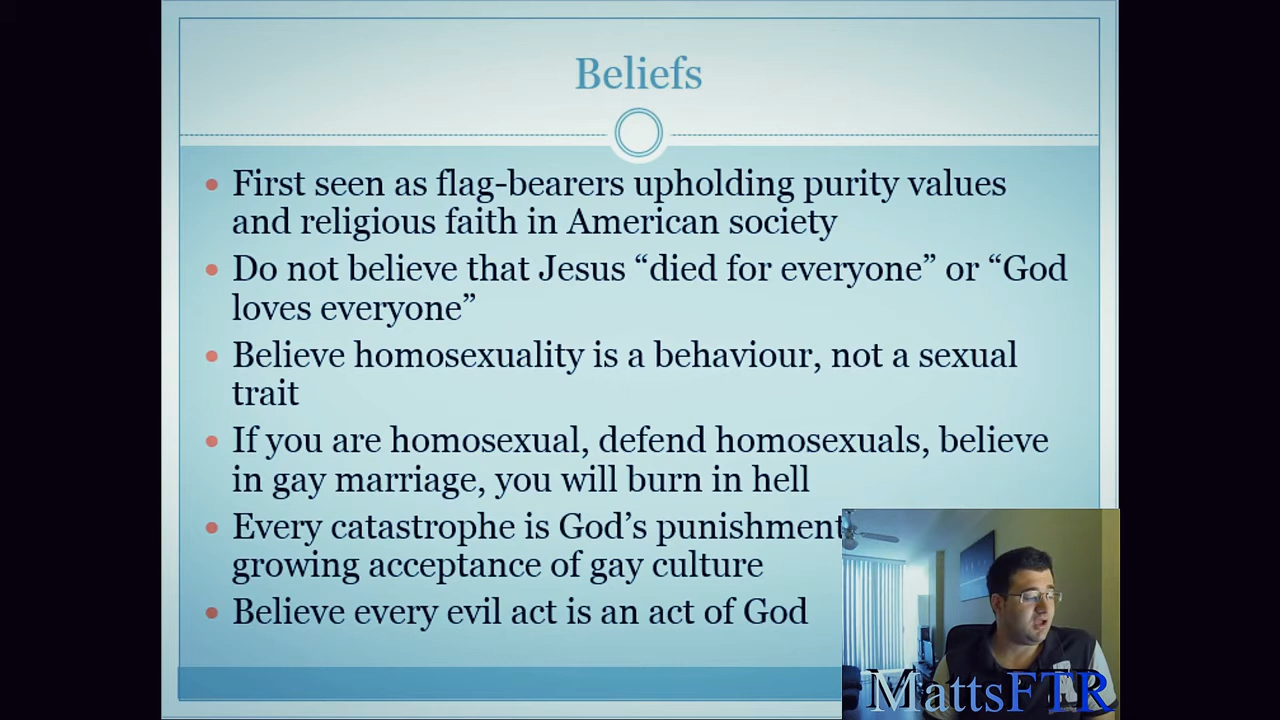 Beliefs
First seen as flag-bearers upholding purity values
and religious faith in American society
Do not believe that Jesus “died for everyone” or “God
loves everyone”
Believe homosexuality is a behaviour, not a sexual
trait
If you are homosexual, defend homosexuals, believe
in gay marriage, you will burn in hell
Every catastrophe is God’s punishment
growing acceptance of gay culture
Believe every evil act is an act of God
MattsFTR